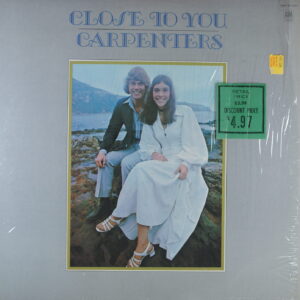 CLOSE TO YOU
CARPENTERS
RETAIL
PRICE
DISCOUNT PRICE
$4.97